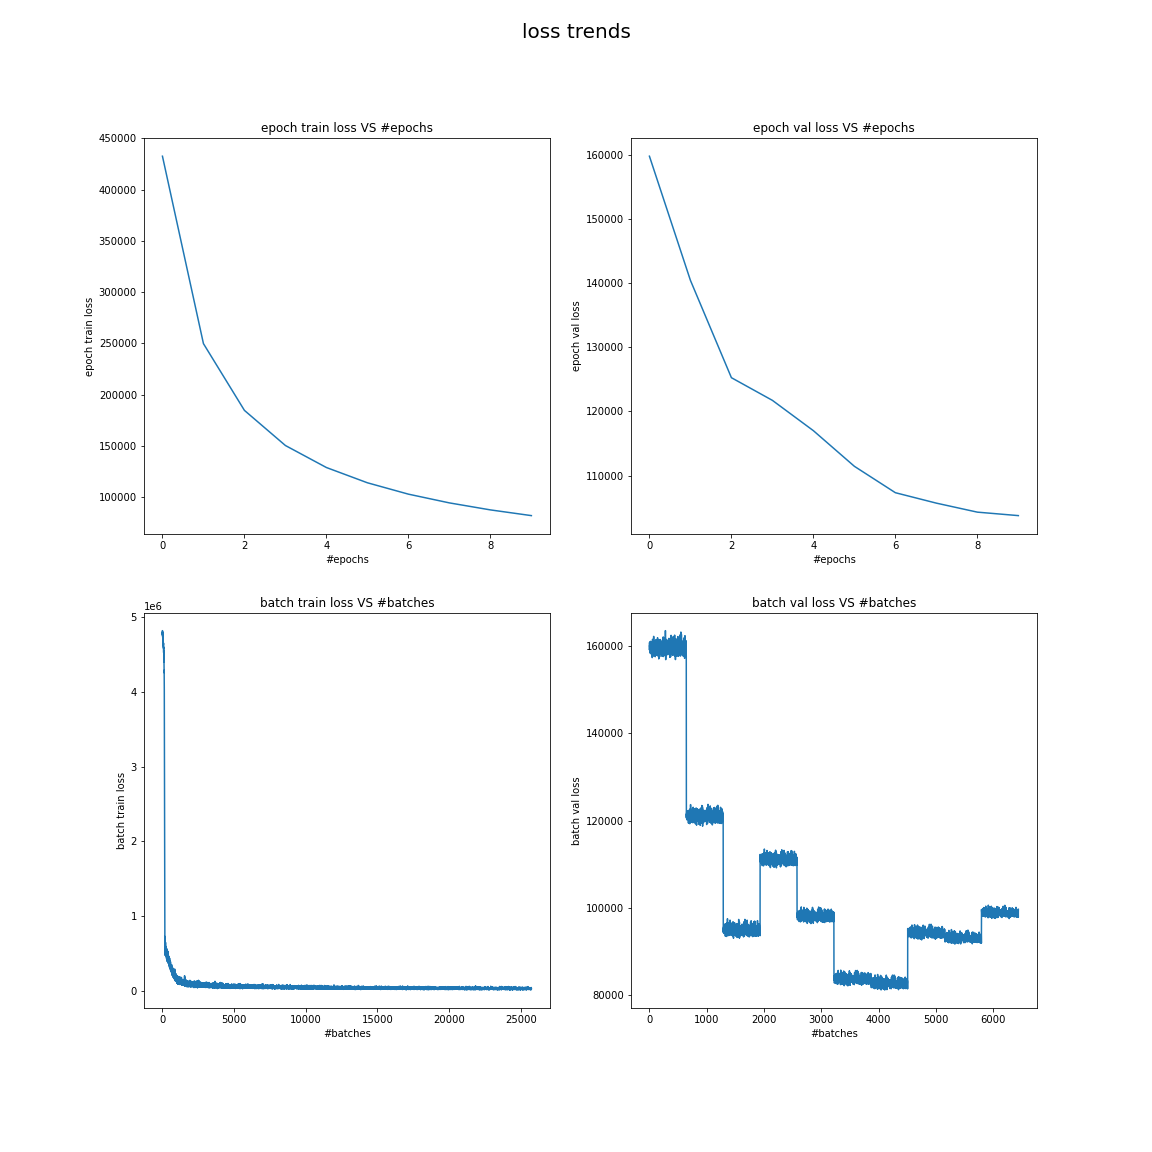 loss trends
epoch train loss VS #epochs
450000
400000
350000
300000
250000
200000
150000
100000
epoch train loss
0 2 4 6 8
#epochs
epoch val loss VS #epochs
160000
150000
140000
130000
120000
110000
epoch val loss
0 2 4 6 8
#epochs
batch train loss VS #batches
1e6
5
4
3
2
1
0
batch train loss
0 5000 10000 15000 20000 25000
#batches
batch val loss VS #batches
160000
140000
120000
100000
80000
batch val loss
0 1000 2000 3000 4000 5000 6000
#batches